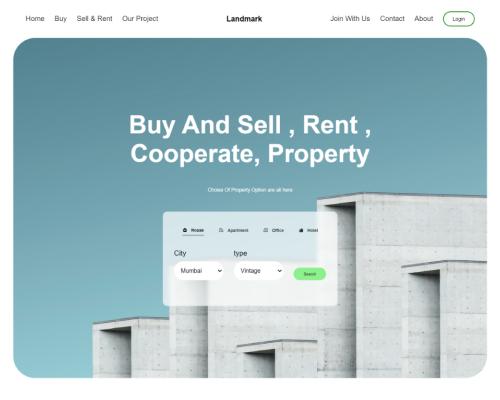 Home Buy Sell & Rent Our Project Landmark Join With Us Contact About Login
Buy And Sell , Rent ,
Cooperate, Property
Choise Of Property Option are all here
House Apartment Office Hotel
City type
Mumbai Vintage Search